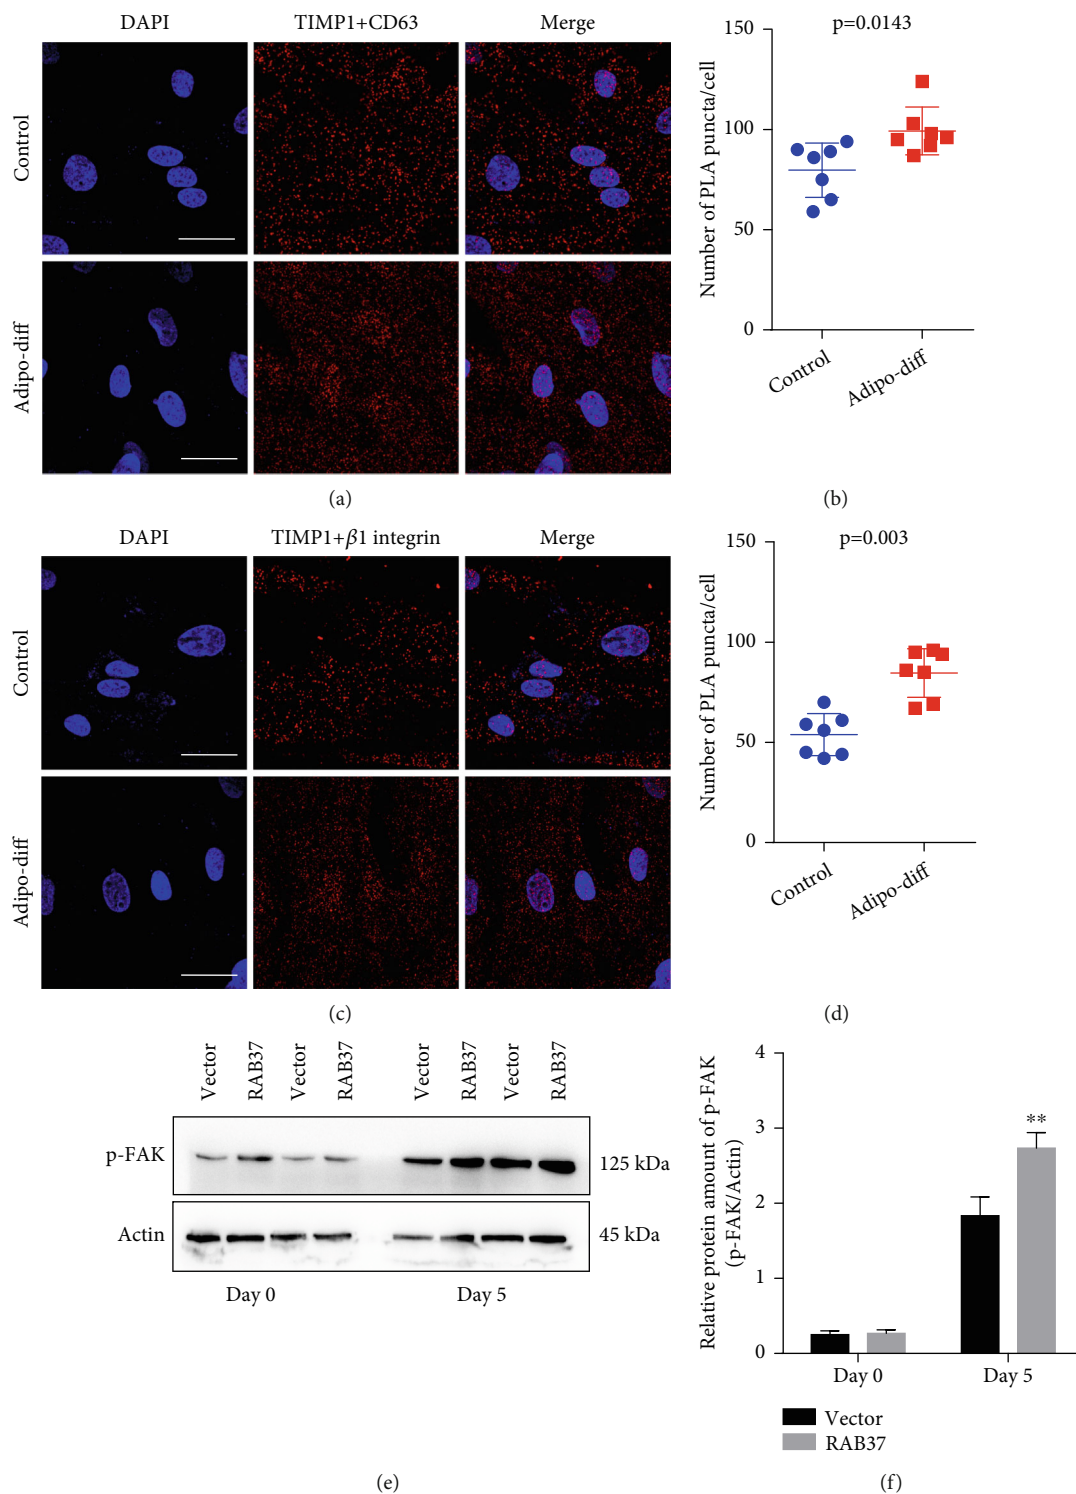 DAPI
TIMP1+CD63
Merge
Control
Adipo-diff
(a)
p=0.0143
Number of PLA puncta/cell
150
100
50
0
Control
Adipo-diff
(b)
DAPI
TIMP1+β1 integrin
Merge
Control
Adipo-diff
(c)
p=0.003
Number of PLA puncta/cell
150
100
50
0
Control
Adipo-diff
(d)
Vector
RAB37
Vector
RAB37
Vector
RAB37
Vector
RAB37
p-FAK
125 kDa
Actin
45 kDa
Day 0
Day 5
(e)
Relative protein amount of p-FAK
(p-FAK/Actin)
4
3
2
1
0
**
Day 0
Day 5
Vector
RAB37
(f)